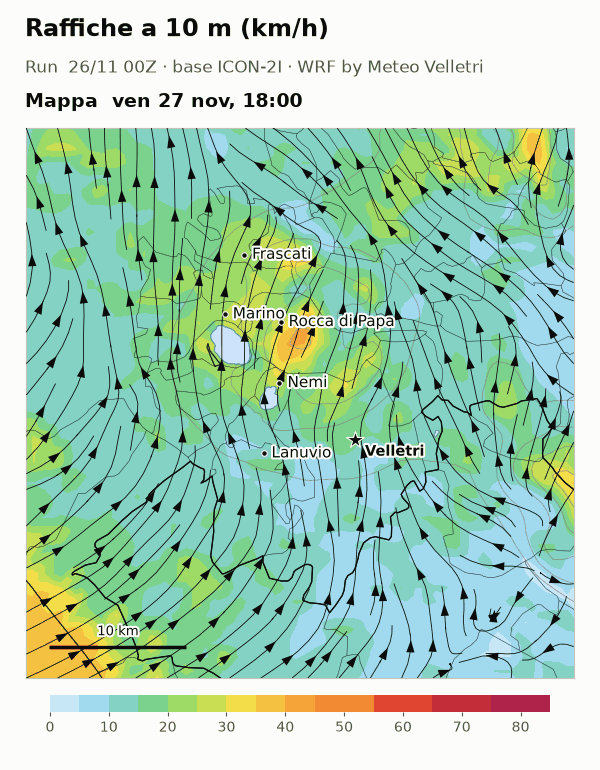 Raffiche a 10 m (km/h)
Run  26/11 00Z · base ICON-2I · WRF by Meteo Velletri
Mappa  ven 27 nov, 18:00
Frascati
Marino
Rocca di Papa
Nemi
Velletri
Lanuvio
10 km
0 10 20 30 40 50 60 70 80